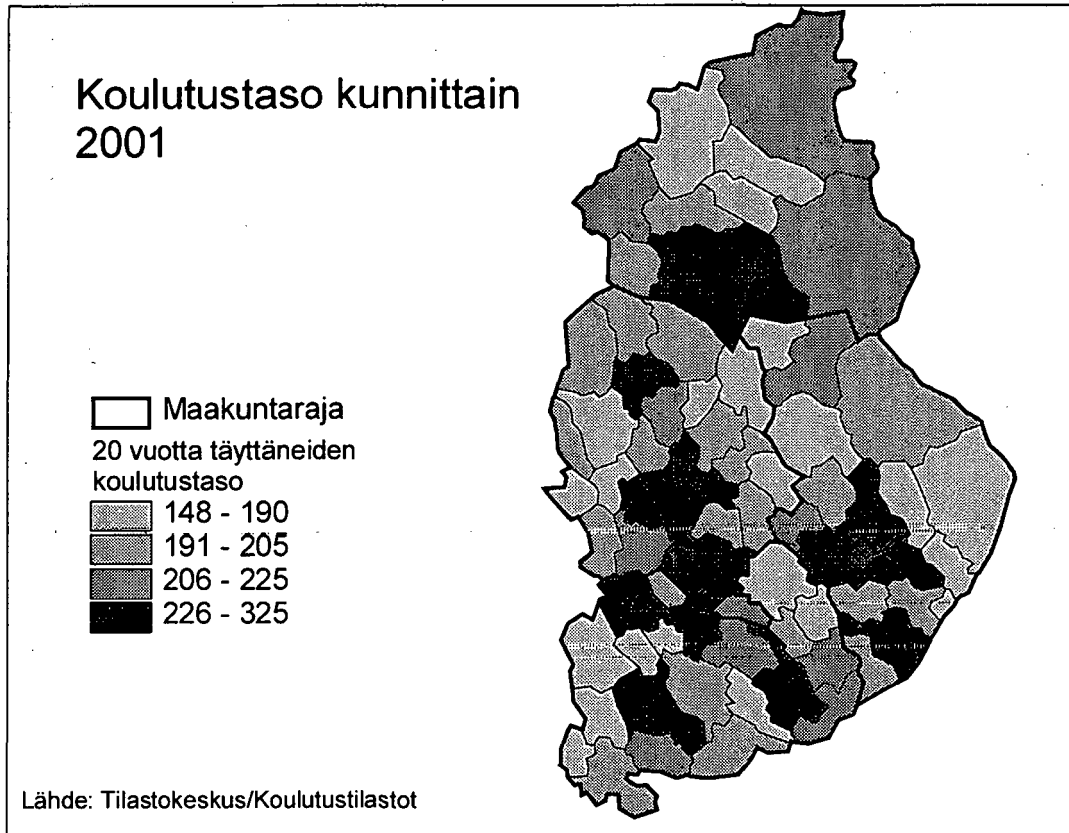 Koulutustaso kunnittain
2001
Maakuntaraja
20 vuotta täyttäneiden
koulutustaso
148 - 190
191 - 205
206 - 225
226 - 325
Lähde: Tilastokeskus/Koulutustilastot